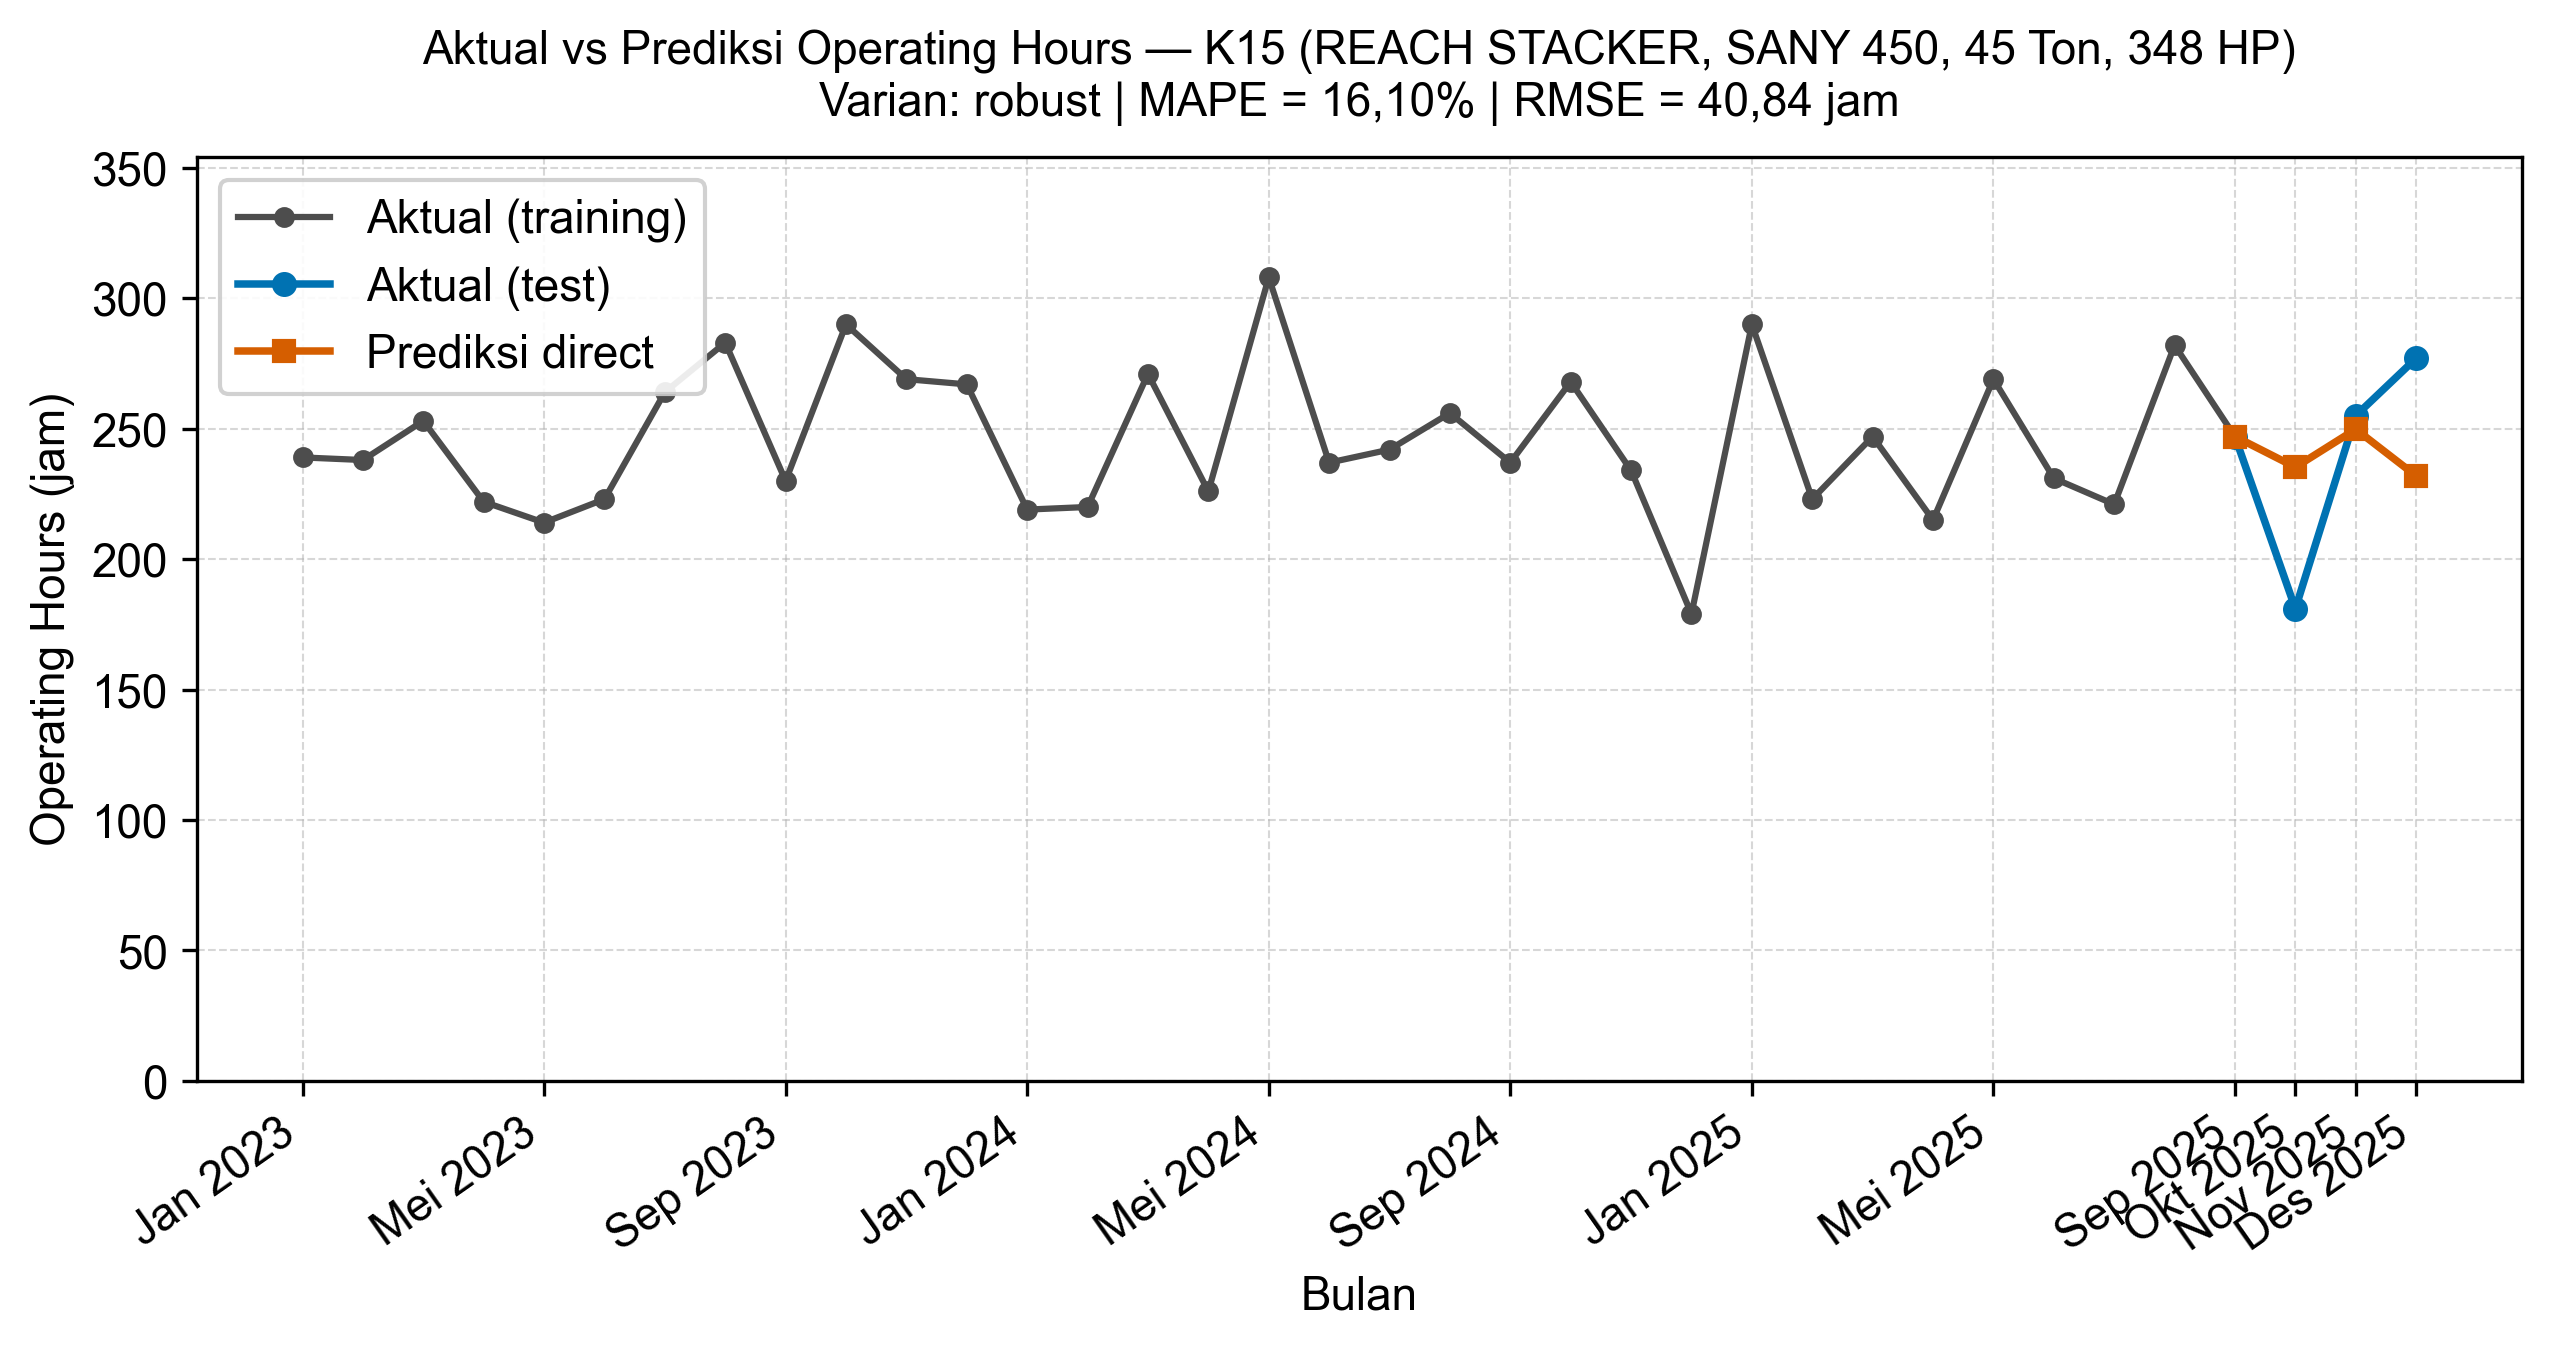 Aktual vs Prediksi Operating Hours — K15 (REACH STACKER, SANY 450, 45 Ton, 348 HP)
Varian: robust | MAPE = 16,10% | RMSE = 40,84 jam
Aktual (training)
Aktual (test)
Prediksi direct
Operating Hours (jam)
350
300
250
200
150
100
50
0
Jan 2023
Mei 2023
Sep 2023
Jan 2024
Mei 2024
Sep 2024
Jan 2025
Mei 2025
Sep 2025
Okt 2025
Nov 2025
Des 2025
Bulan